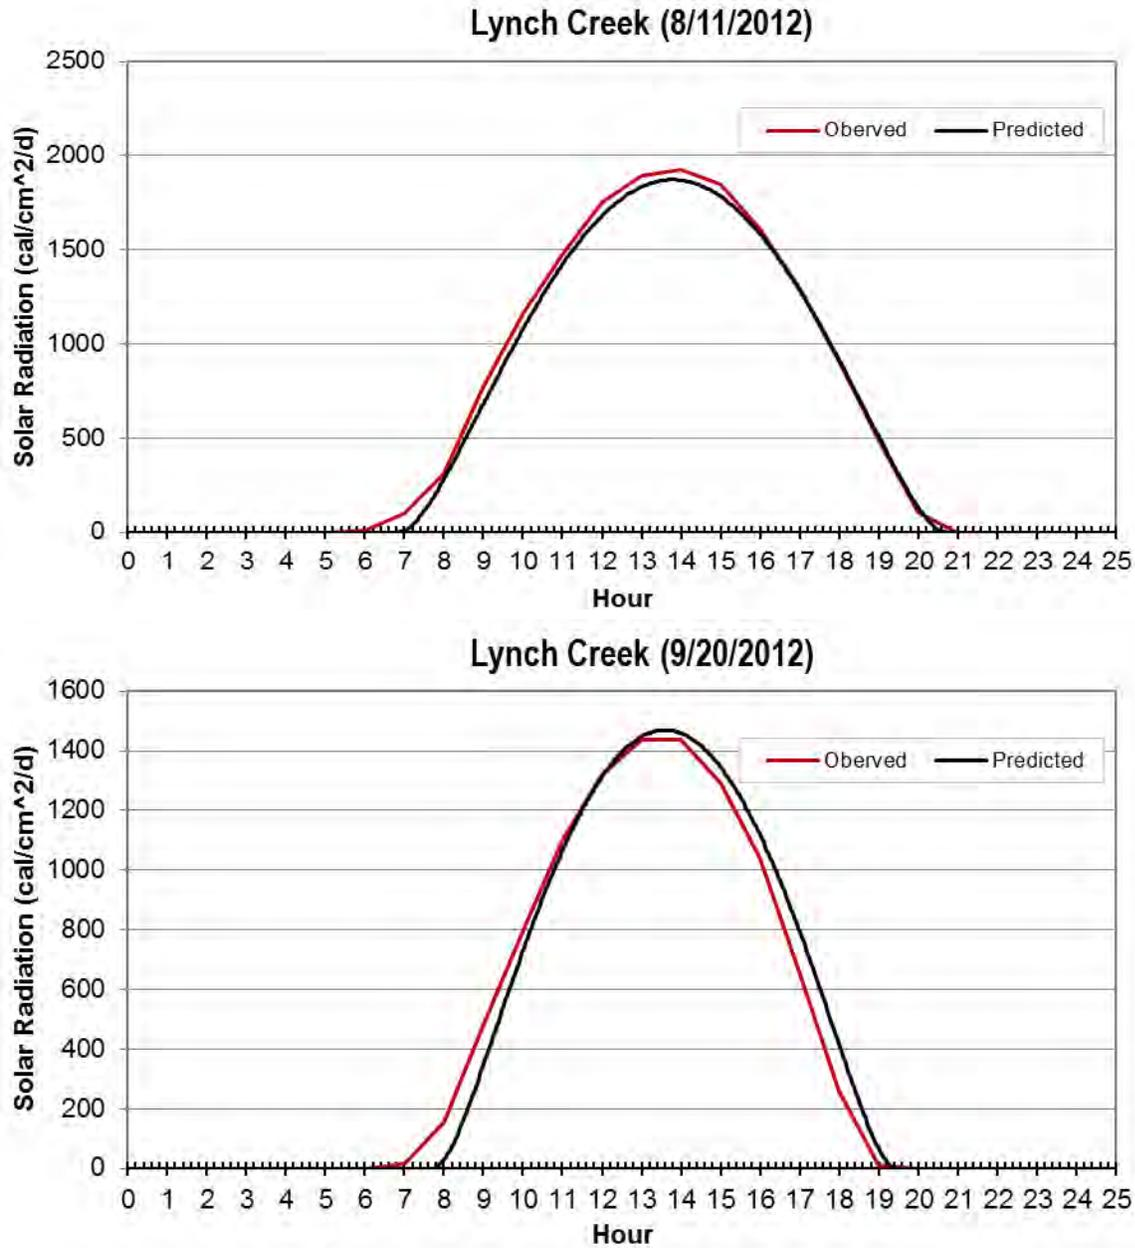 Lynch Creek (8/11/2012)
2500
2000
1500
1000
500
0
Solar Radiation (cal/cm^2/d)
Oberved Predicted
0 1 2 3 4 5 6 7 8 9 10 11 12 13 14 15 16 17 18 19 20 21 22 23 24 25
Hour
Lynch Creek (9/20/2012)
1600
1400
1200
1000
800
600
400
200
0
Solar Radiation (cal/cm^2/d)
Oberved Predicted
0 1 2 3 4 5 6 7 8 9 10 11 12 13 14 15 16 17 18 19 20 21 22 23 24 25
Hour